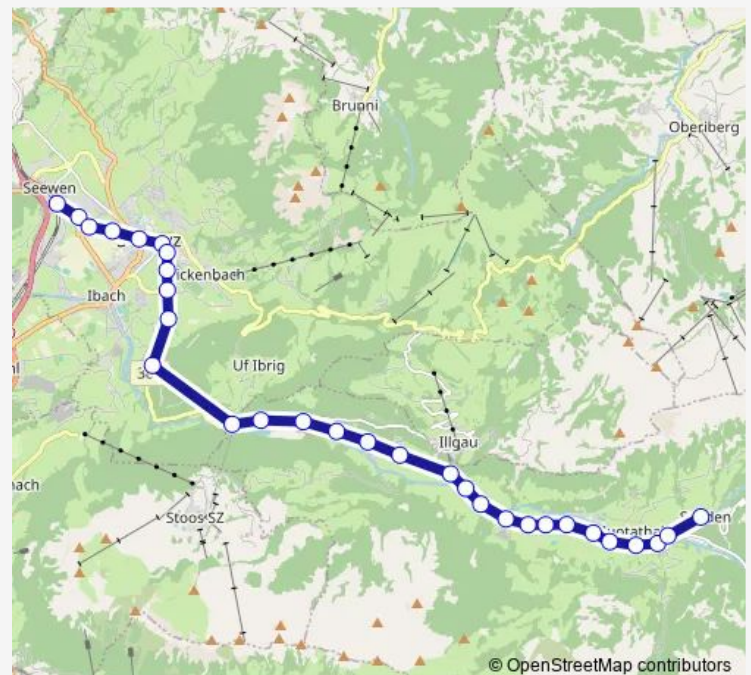 Brunni
Oberiberg
Seewen
Ibach
Uf Ibrig
Illgau
Stoos SZ
© OpenStreetMap contributors